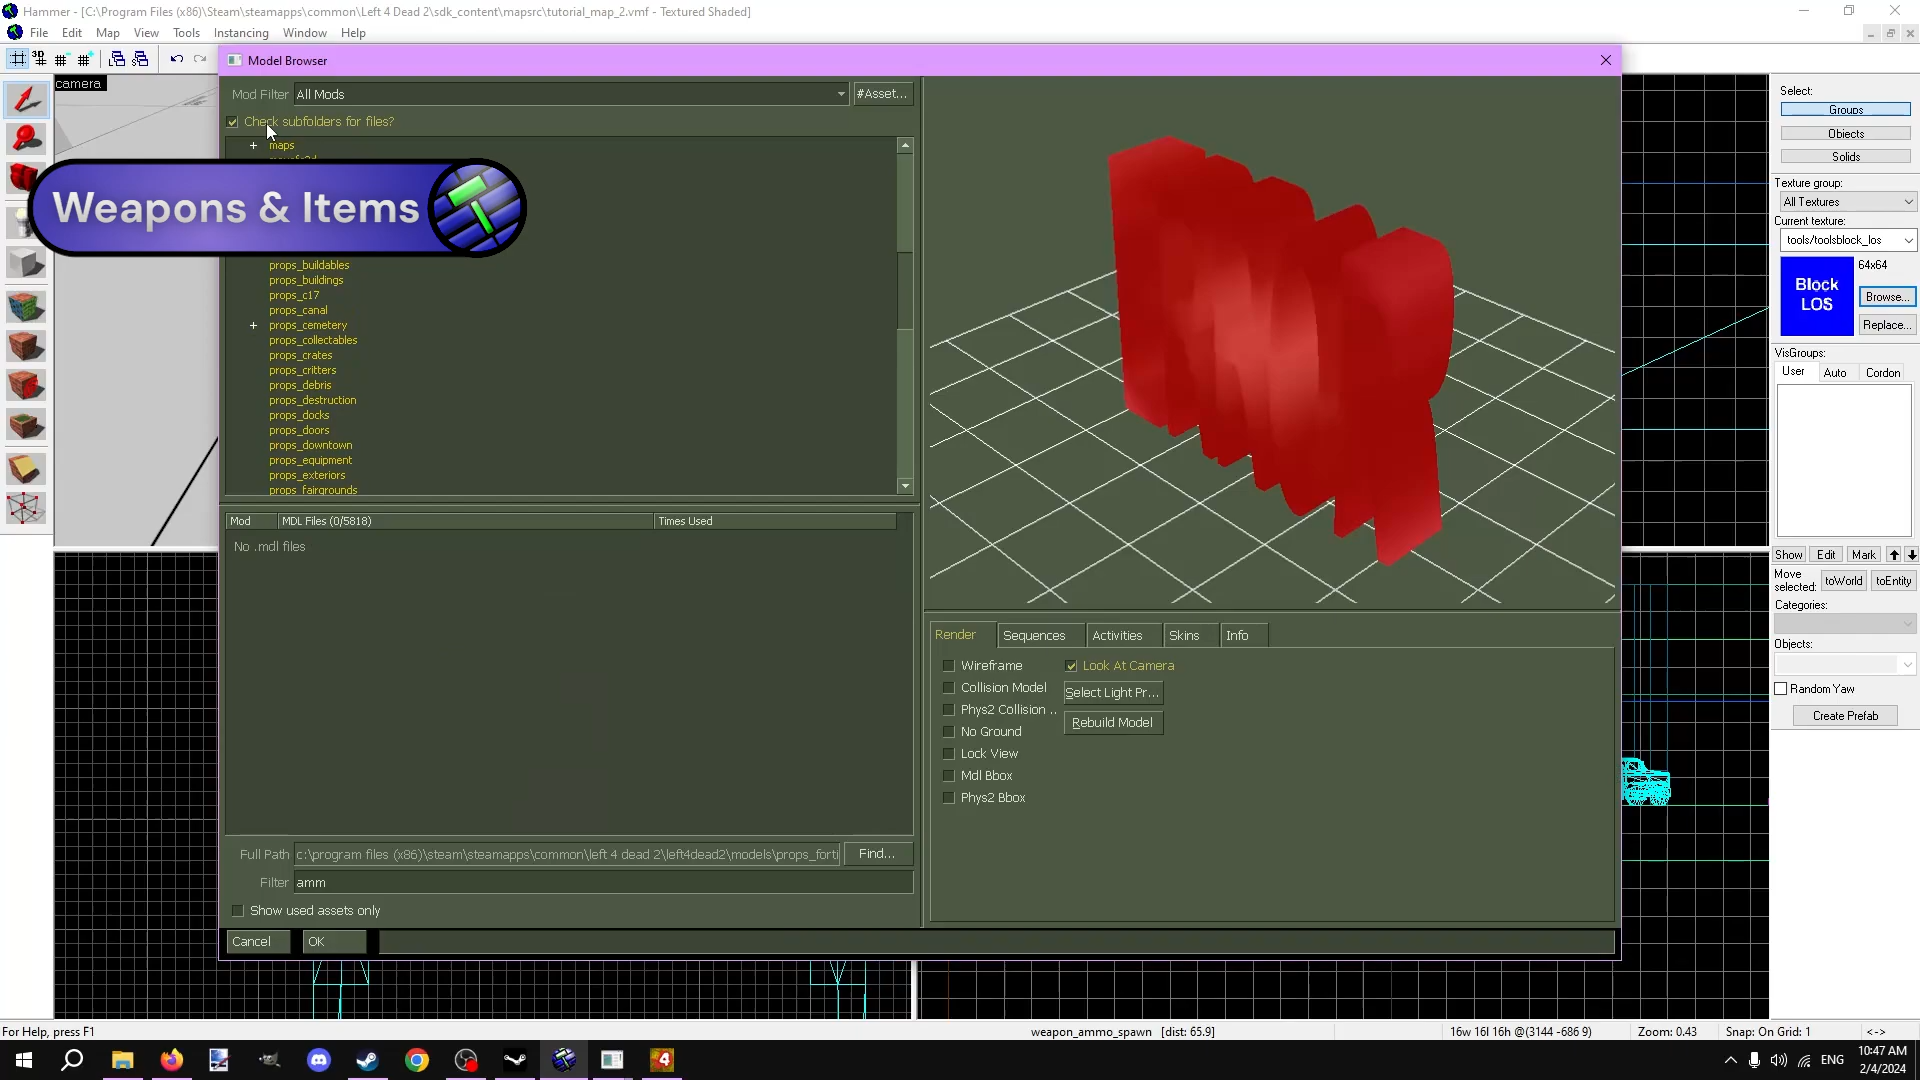 Hammer - [C:\Program Files (x86)\Steam\steamapps\common\Left 4 Dead 2\sdk_content\mapsrc\tutorial_map_2.vmf - Textured Shaded]
File Edit Map View Tools Instancing Window Help
camera
Model Browser
Mod Filter All Mods #Asset...
Check subfolders for files?
maps
Weapons & Items
props_buildables
props_buildings
props_c17
props_canal
props_cemetery
props_collectables
props_crates
props_critters
props_debris
props_destruction
props_docks
props_doors
props_downtown
props_equipment
props_exteriors
props_fairgrounds
Mod MDL Files (0/5818) Times Used
No .mdl files
Full Path c:\program files (x86)\steam\steamapps\common\left 4 dead 2\left4dead2\models\props_forti
Find...
Filter amm
Show used assets only
Cancel OK
Render Sequences Activities Skins Info
Wireframe Look At Camera
Collision Model Select Light Pr...
Phys2 Collision ..
No Ground Rebuild Model
Lock View
Mdl Bbox
Phys2 Bbox
Select:
Groups
Objects
Solids
Texture group:
All Textures
Current texture:
tools/toolsblock_los
64x64
Block LOS
Browse...
Replace...
VisGroups:
User Auto Cordon
Show Edit Mark
Move selected: toWorld toEntity
Categories:
Objects:
Random Yaw
Create Prefab
For Help, press F1 weapon_ammo_spawn [dist: 65.9] 16w 16l 16h @(3144 -686 9) Zoom: 0.43 Snap: On Grid: 1 <->
ENG 10:47 AM
2/4/2024